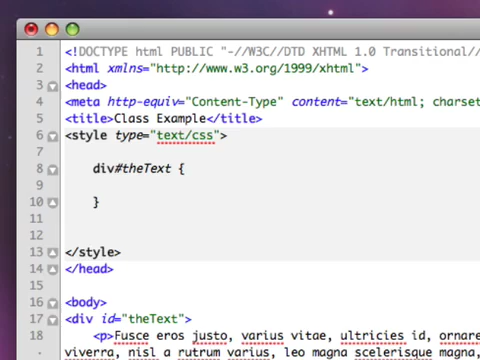 1 <!DOCTYPE html PUBLIC "-//W3C//DTD XHTML 1.0 Transitional//
2 <html xmlns="http://www.w3.org/1999/xhtml">
3 <head>
4 <meta http-equiv="Content-Type" content="text/html; charset
5 <title>Class Example</title>
6 <style type="text/css">
7
8 div#theText {
9
10 }
11
12
13 </style>
14 </head>
15
16 <body>
17 <div id="theText">
18 <p>Fusce eros justo, varius vitae, ultricies id, ornare
. viverra, nisl a rutrum varius, leo magna scelerisque magna,